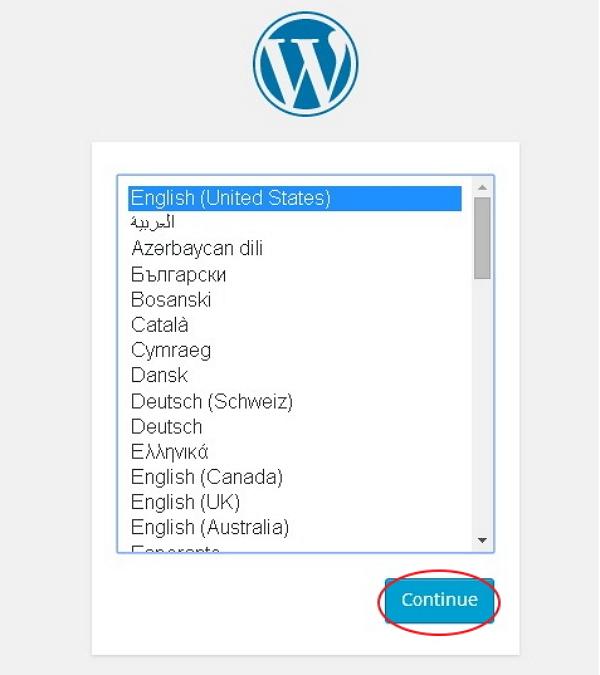 English (United States)
العربية
Azərbaycan dili
Български
Bosanski
Català
Cymraeg
Dansk
Deutsch (Schweiz)
Deutsch
Ελληνικά
English (Canada)
English (UK)
English (Australia)
Esperanto
Continue